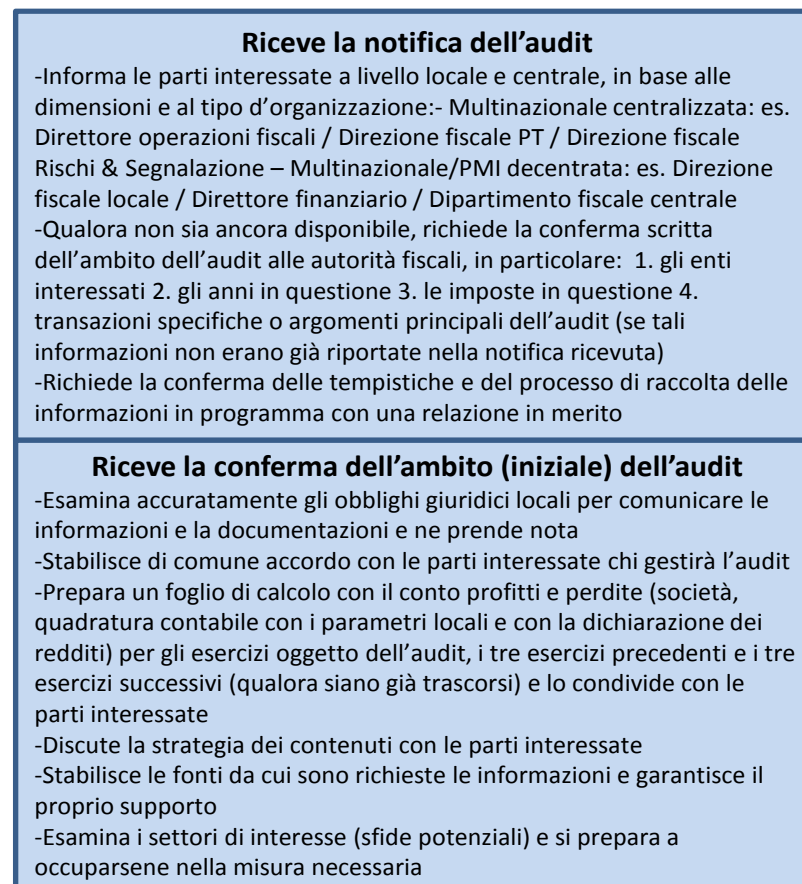 Riceve la notifica dell’audit
-Informa le parti interessate a livello locale e centrale, in base alle
dimensioni e al tipo d’organizzazione:- Multinazionale centralizzata: es.
Direttore operazioni fiscali / Direzione fiscale PT / Direzione fiscale
Rischi & Segnalazione – Multinazionale/PMI decentrata: es. Direzione
fiscale locale / Direttore finanziario / Dipartimento fiscale centrale
-Qualora non sia ancora disponibile, richiede la conferma scritta
dell’ambito dell’audit alle autorità fiscali, in particolare:  1. gli enti
interessati 2. gli anni in questione 3. le imposte in questione 4.
transazioni specifiche o argomenti principali dell’audit (se tali
informazioni non erano già riportate nella notifica ricevuta)
-Richiede la conferma delle tempistiche e del processo di raccolta delle
informazioni in programma con una relazione in merito
Riceve la conferma dell’ambito (iniziale) dell’audit
-Esamina accuratamente gli obblighi giuridici locali per comunicare le
informazioni e la documentazioni e ne prende nota
-Stabilisce di comune accordo con le parti interessate chi gestirà l’audit
-Prepara un foglio di calcolo con il conto profitti e perdite (società,
quadratura contabile con i parametri locali e con la dichiarazione dei
redditi) per gli esercizi oggetto dell’audit, i tre esercizi precedenti e i tre
esercizi successivi (qualora siano già trascorsi) e lo condivide con le
parti interessate
-Discute la strategia dei contenuti con le parti interessate
-Stabilisce le fonti da cui sono richieste le informazioni e garantisce il
proprio supporto
-Esamina i settori di interesse (sfide potenziali) e si prepara a
occuparsene nella misura necessaria